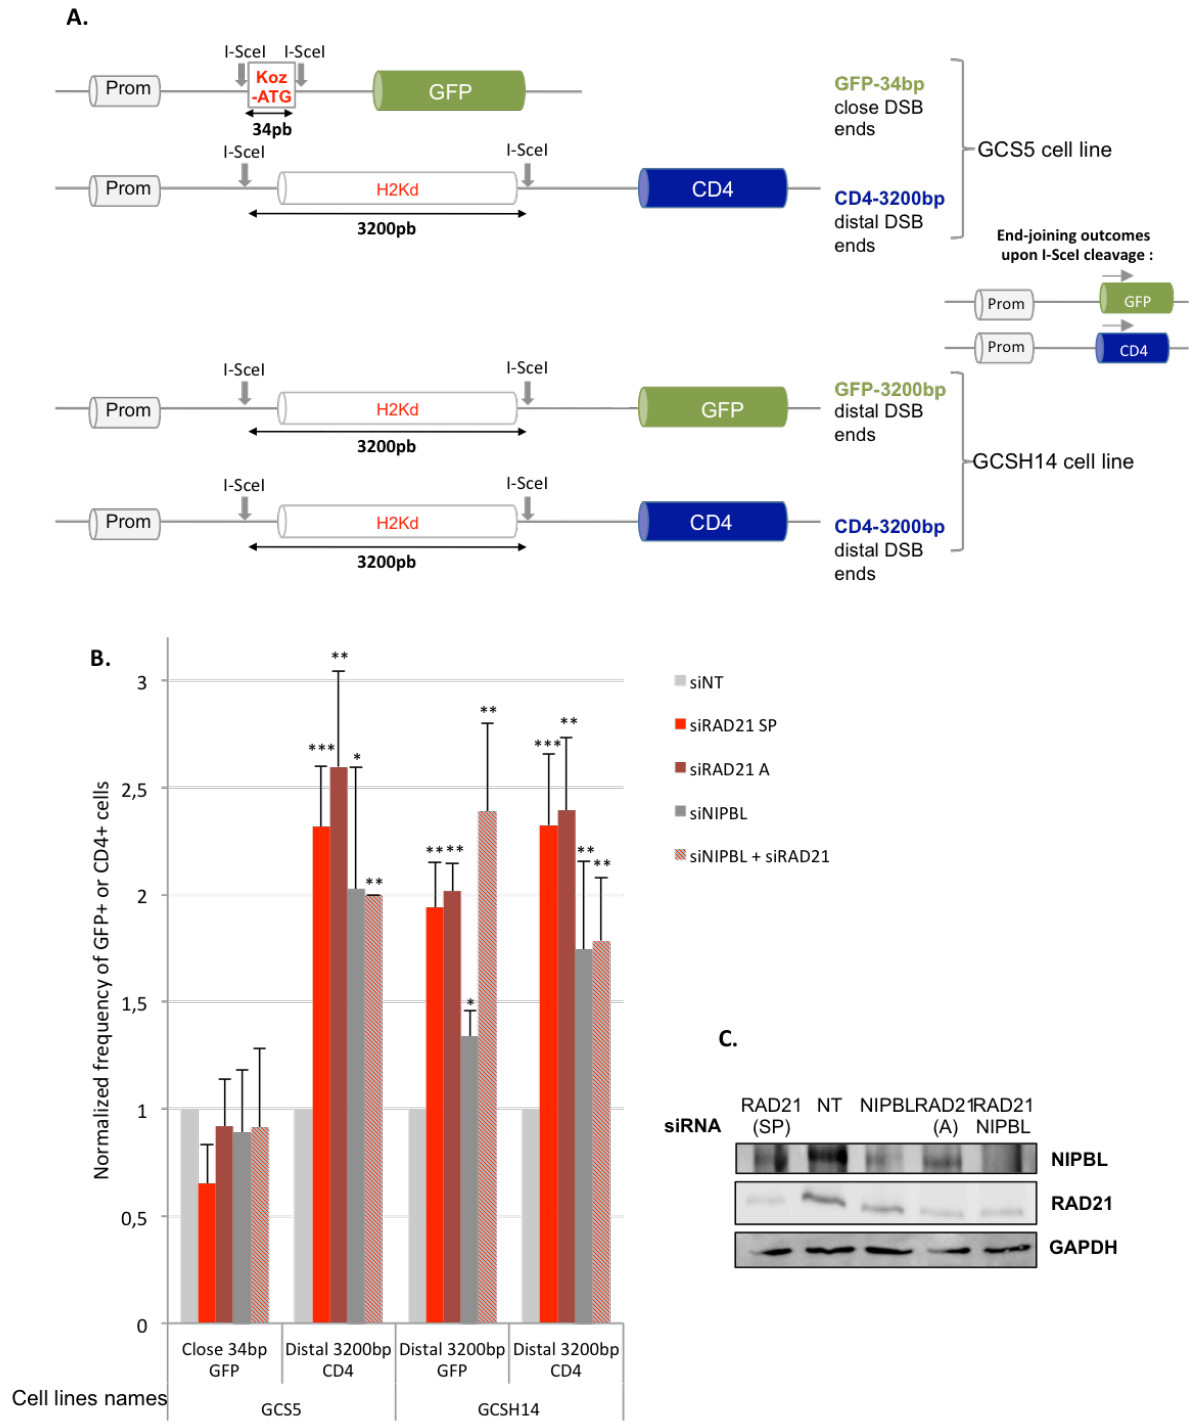 A.
I-SceI I-SceI
Prom
Koz
-ATG
GFP
34pb
GFP-34bp
close DSB
ends
I-SceI
I-SceI
Prom
H2Kd
CD4
3200pb
CD4-3200bp
distal DSB
ends
GCS5 cell line
End-joining outcomes
upon I-SceI cleavage :
Prom
GFP
Prom
CD4
I-SceI
I-SceI
Prom
H2Kd
GFP
3200pb
GFP-3200bp
distal DSB
ends
GCSH14 cell line
I-SceI
I-SceI
Prom
H2Kd
CD4
3200pb
CD4-3200bp
distal DSB
ends
B.
Normalized frequency of GFP+ or CD4+ cells
3
2,5
2
1,5
1
0,5
0
***
**
*
**
** **
*
**
***
**
**
**
siNT
siRAD21 SP
siRAD21 A
siNIPBL
siNIPBL + siRAD21
Close 34bp
GFP
Distal 3200bp
CD4
Distal 3200bp
GFP
Distal 3200bp
CD4
Cell lines names
GCS5
GCSH14
C.
siRNA
RAD21
(SP)
NT
NIPBL
RAD21
(A)
RAD21
NIPBL
NIPBL
RAD21
GAPDH